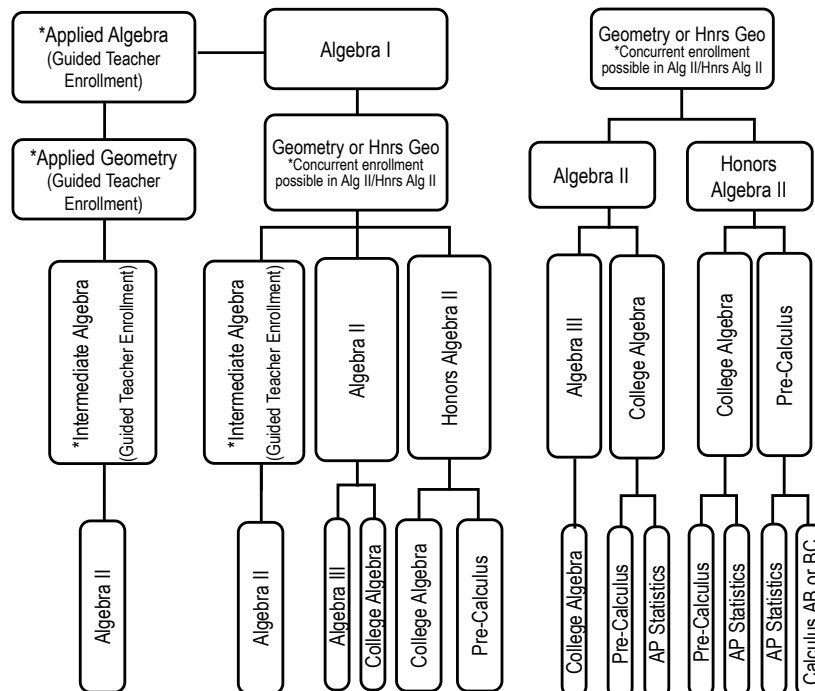 *Applied Algebra
(Guided Teacher
Enrollment)
Algebra I
Geometry or Hnrs Geo
*Concurrent enrollment
possible in Alg II/Hnrs Alg II
*Applied Geometry
(Guided Teacher
Enrollment)
Geometry or Hnrs Geo
*Concurrent enrollment
possible in Alg II/Hnrs Alg II
Algebra II
Honors
Algebra II
*Intermediate Algebra
(Guided Teacher Enrollment)
*Intermediate Algebra
(Guided Teacher Enrollment)
Algebra II
Honors Algebra II
Algebra III
College Algebra
College Algebra
Pre-Calculus
Algebra II
Algebra II
Algebra III
College Algebra
College Algebra
Pre-Calculus
College Algebra
Pre-Calculus
AP Statistics
Pre-Calculus
AP Statistics
AP Statistics
Calculus AB or BC